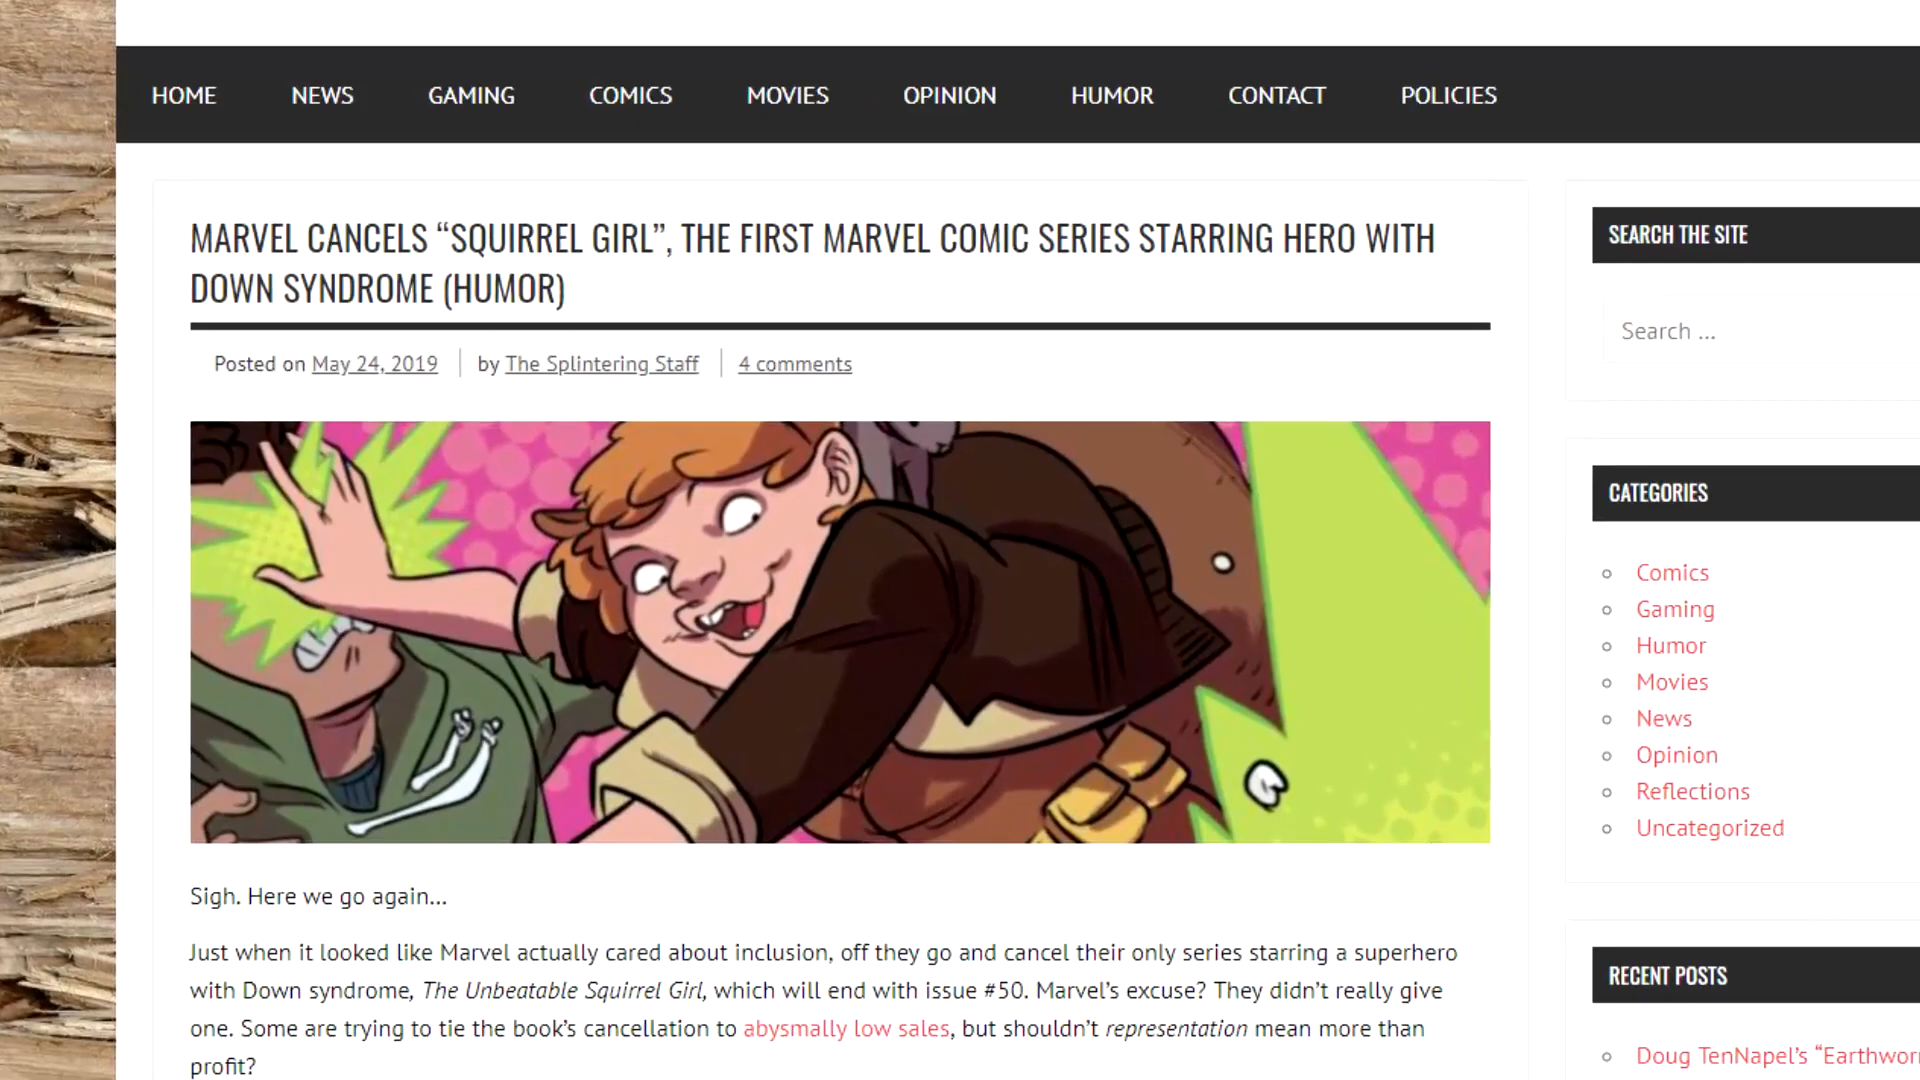 HOME NEWS GAMING COMICS MOVIES OPINION HUMOR CONTACT POLICIES
MARVEL CANCELS “SQUIRREL GIRL”, THE FIRST MARVEL COMIC SERIES STARRING HERO WITH
DOWN SYNDROME (HUMOR)
Posted on May 24, 2019 by The Splintering Staff 4 comments
Sigh. Here we go again…
Just when it looked like Marvel actually cared about inclusion, off they go and cancel their only series starring a superhero
with Down syndrome, The Unbeatable Squirrel Girl, which will end with issue #50. Marvel’s excuse? They didn’t really give
one. Some are trying to tie the book’s cancellation to abysmally low sales, but shouldn’t representation mean more than
profit?
SEARCH THE SITE
Search …
CATEGORIES
Comics
Gaming
Humor
Movies
News
Opinion
Reflections
Uncategorized
RECENT POSTS
Doug TenNapel’s “Earthwor